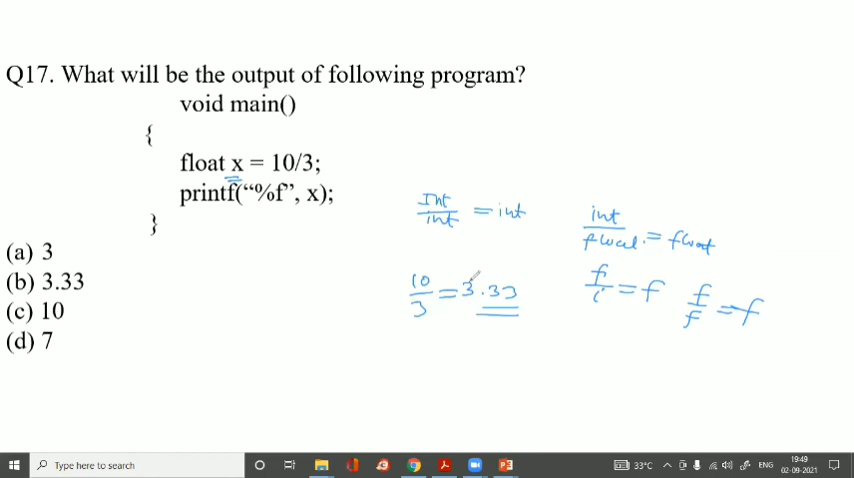 Q17. What will be the output of following program?
void main()
{
float x = 10/3;
printf(“%f”, x);
}
(a) 3
(b) 3.33
(c) 10
(d) 7
Int/int = int
int/float = float
10/3 = 3.33
f/i = f
f/f = f
Type here to search
33°C
ENG
19:49
02-09-2021